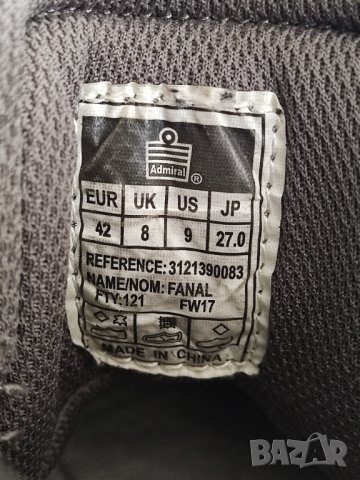 Admiral ®
EUR UK US JP
42 8 9 27.0
REFERENCE:3121390083
NAME/NOM: FANAL
FTY:121 FW17
MADE IN CHINA
BAZAR